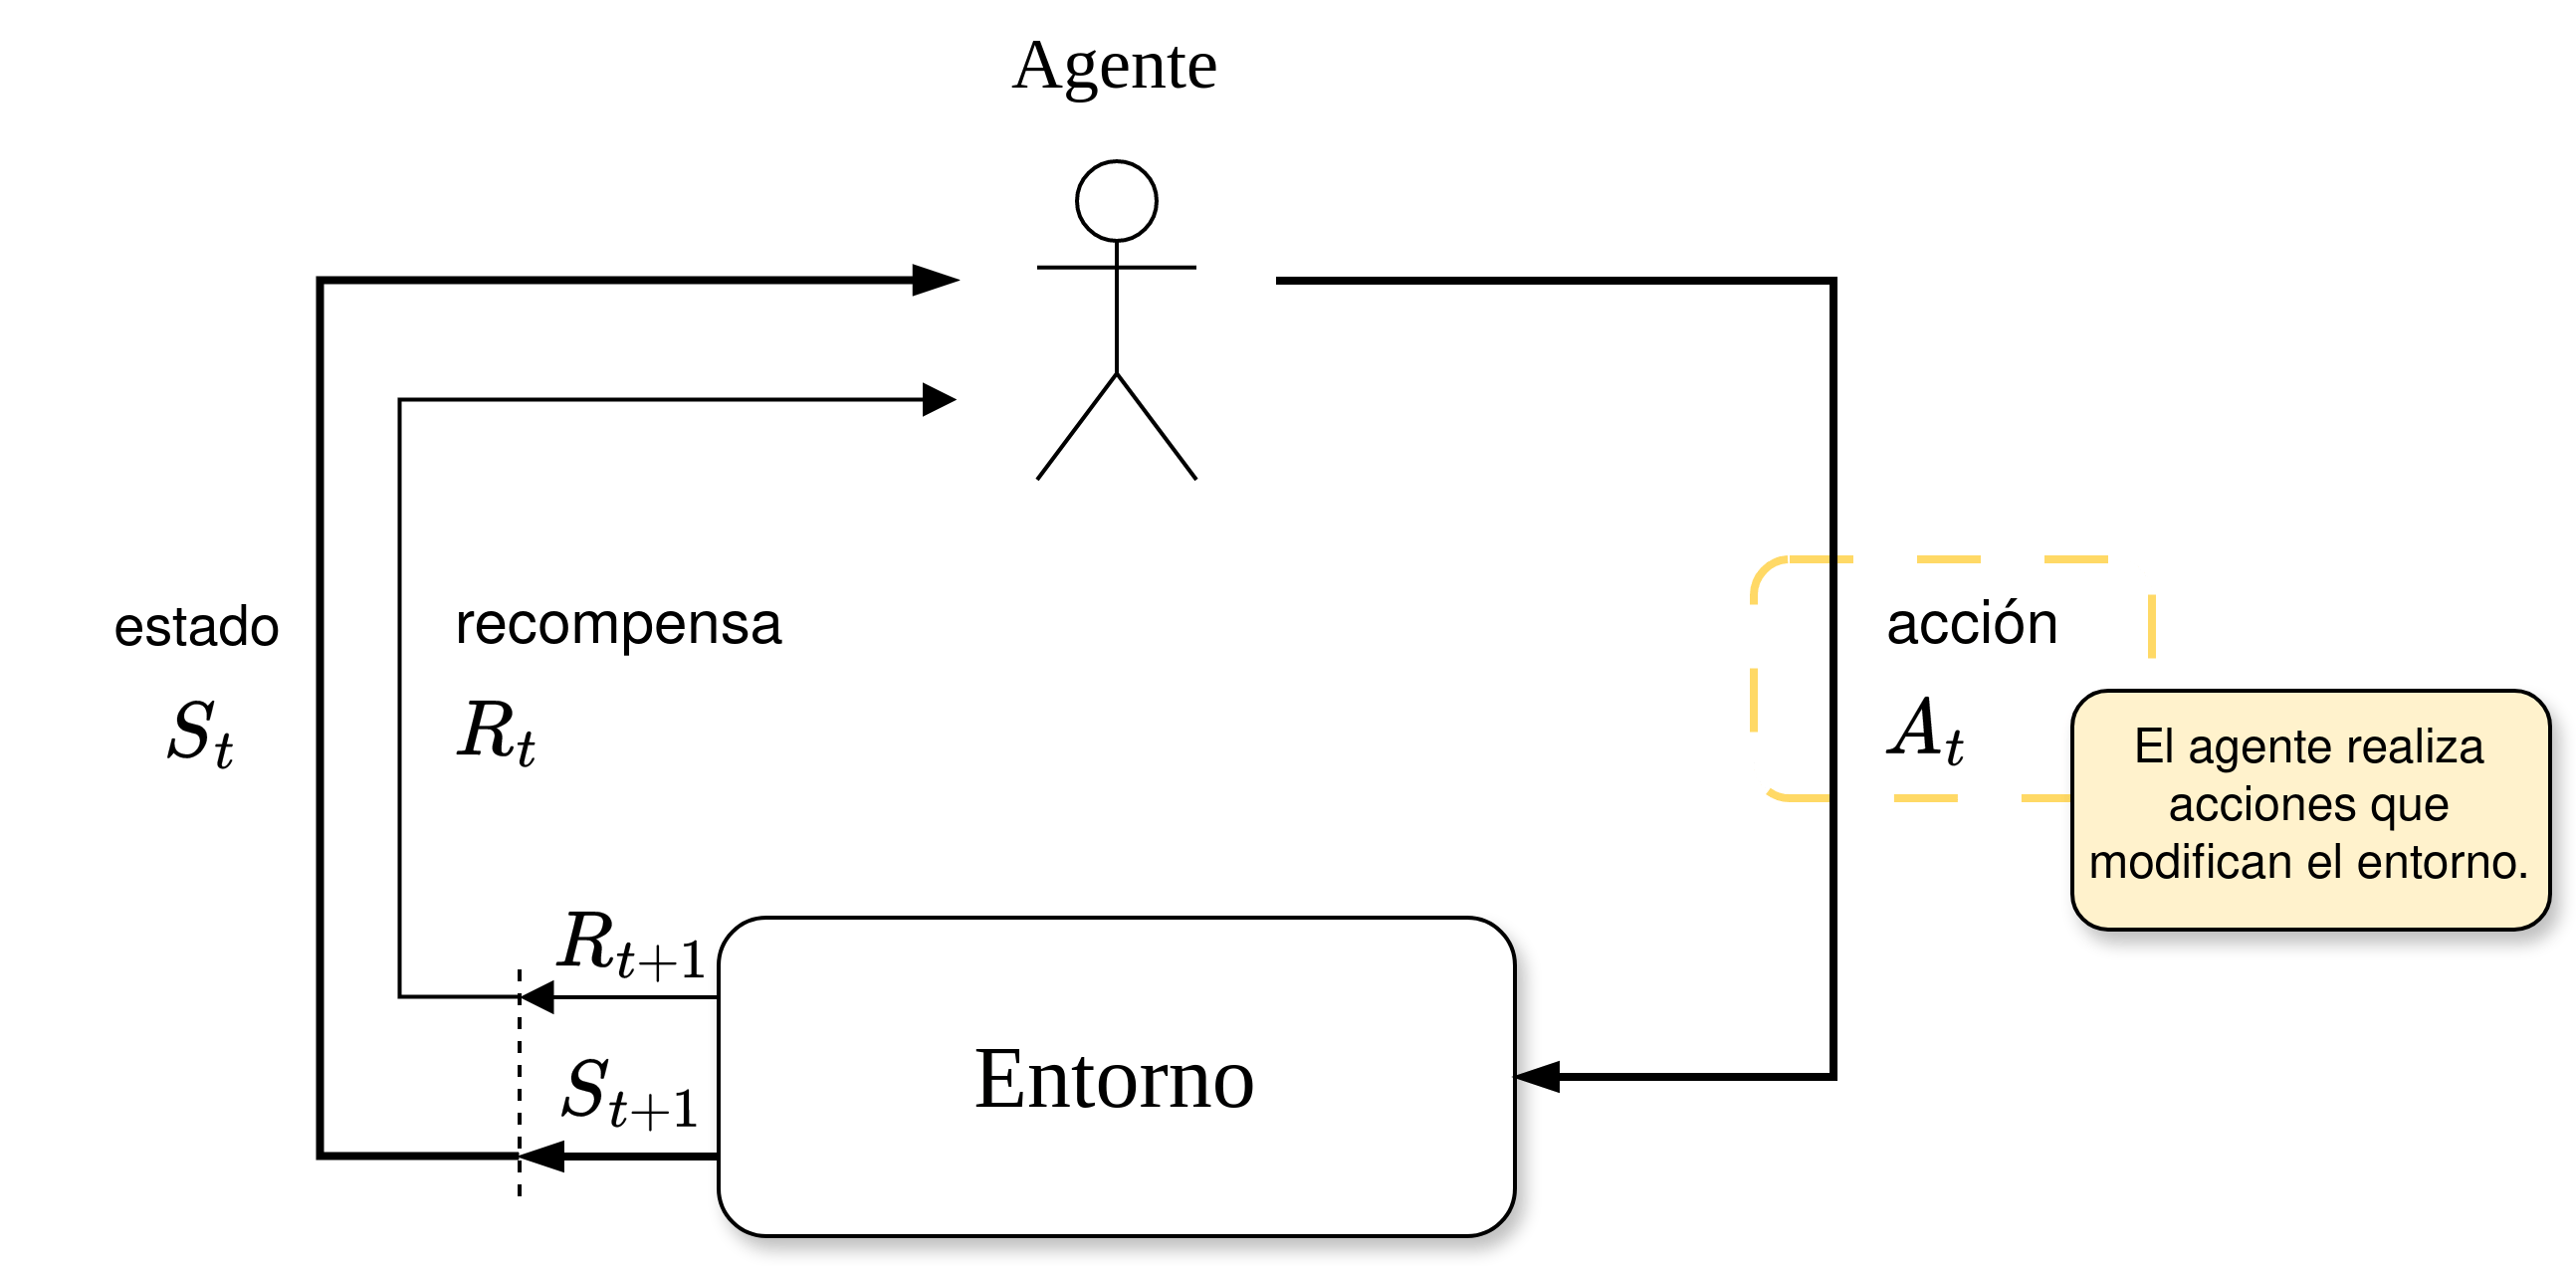 Agente
estado
recompensa
acción
S_t
R_t
A_t
El agente realiza
acciones que
modifican el entorno.
R_{t+1}
S_{t+1}
Entorno